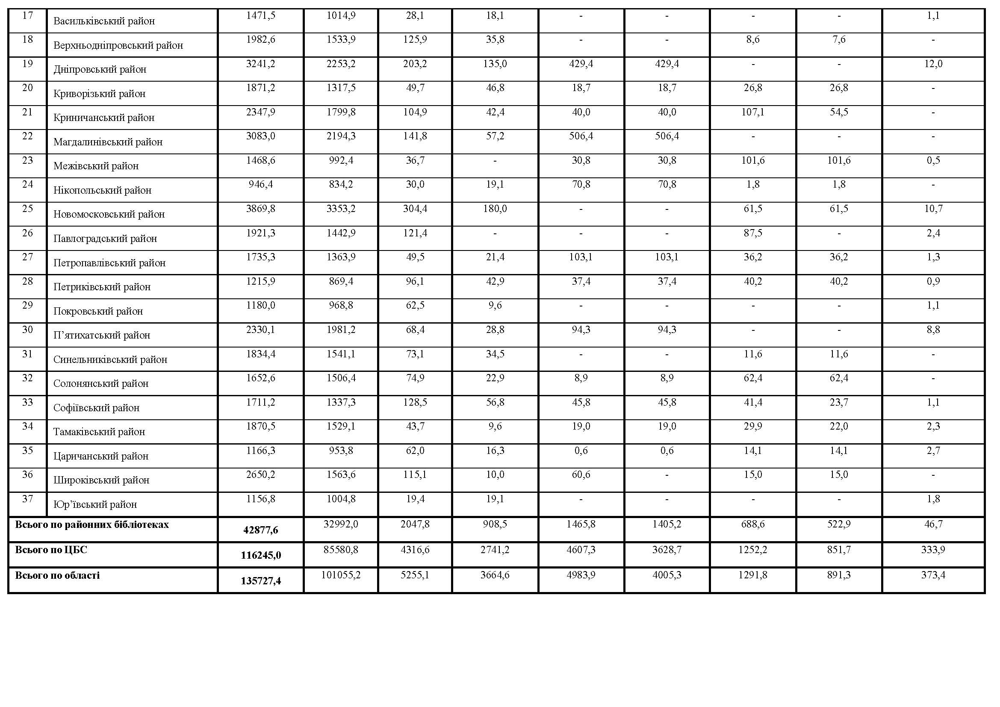 17 Васильківський район 1471,5 1014,9 28,1 18,1 - - - - 1,1
18 Верхньодніпровський район 1982,6 1533,9 125,9 35,8 - - 8,6 7,6 -
19 Дніпровський район 3241,2 2253,2 203,2 135,0 429,4 429,4 - - 12,0
20 Криворізький район 1871,2 1317,5 49,7 46,8 18,7 18,7 26,8 26,8 -
21 Криничанський район 2347,9 1799,8 104,9 42,4 40,0 40,0 107,1 54,5 -
22 Магдалинівський район 3083,0 2194,3 141,8 57,2 506,4 506,4 - - -
23 Межівський район 1468,6 992,4 36,7 - 30,8 30,8 101,6 101,6 0,5
24 Нікопольський район 946,4 834,2 30,0 19,1 70,8 70,8 1,8 1,8 -
25 Новомосковський район 3869,8 3353,2 304,4 180,0 - - 61,5 61,5 10,7
26 Павлоградський район 1921,3 1442,9 121,4 - - - 87,5 - 2,4
27 Петропавлівський район 1735,3 1363,9 49,5 21,4 103,1 103,1 36,2 36,2 1,3
28 Петриківський район 1215,9 869,4 96,1 42,9 37,4 37,4 40,2 40,2 0,9
29 Покровський район 1180,0 968,8 62,5 9,6 - - - - 1,1
30 П’ятихатський район 2330,1 1981,2 68,4 28,8 94,3 94,3 - - 8,8
31 Синельниківський район 1834,4 1541,1 73,1 34,5 - - 11,6 11,6 -
32 Солонянський район 1652,6 1506,4 74,9 22,9 8,9 8,9 62,4 62,4 -
33 Софіївський район 1711,2 1337,3 128,5 56,8 45,8 45,8 41,4 23,7 1,1
34 Тамаківський район 1870,5 1529,1 43,7 9,6 19,0 19,0 29,9 22,0 2,3
35 Царичанський район 1166,3 953,8 62,0 16,3 0,6 0,6 14,1 14,1 2,7
36 Широківський район 2650,2 1563,6 115,1 10,0 60,6 - 15,0 15,0 -
37 Юр’ївський район 1156,8 1004,8 19,4 19,1 - - - - 1,8
Всього по районних бібліотеках 42877,6 32992,0 2047,8 908,5 1465,8 1405,2 688,6 522,9 46,7
Всього по ЦБС 116245,0 85580,8 4316,6 2741,2 4607,3 3628,7 1252,2 851,7 333,9
Всього по області 135727,4 101055,2 5255,1 3664,6 4983,9 4005,3 1291,8 891,3 373,4